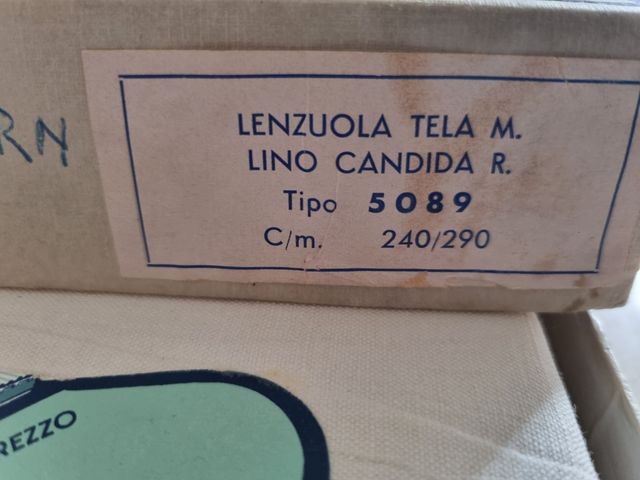 RN
LENZUOLA TELA M.
LINO CANDIDA R.
Tipo 5089
C/m. 240/290
REZZO